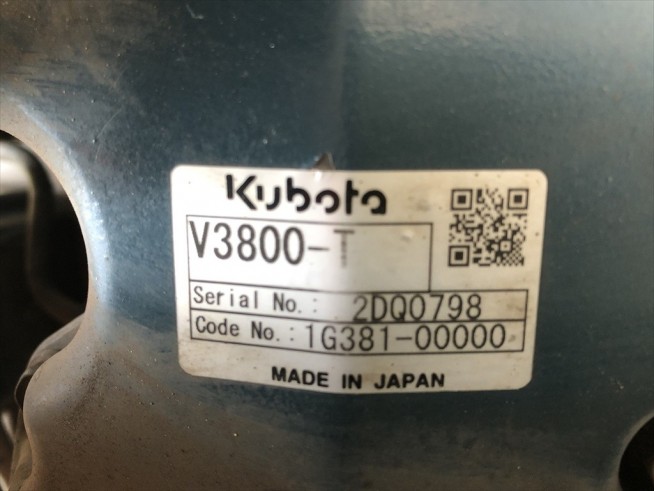 Kubota
V3800-T
Serial No.: 2DQ0798
Code No.: 1G381-00000
MADE IN JAPAN